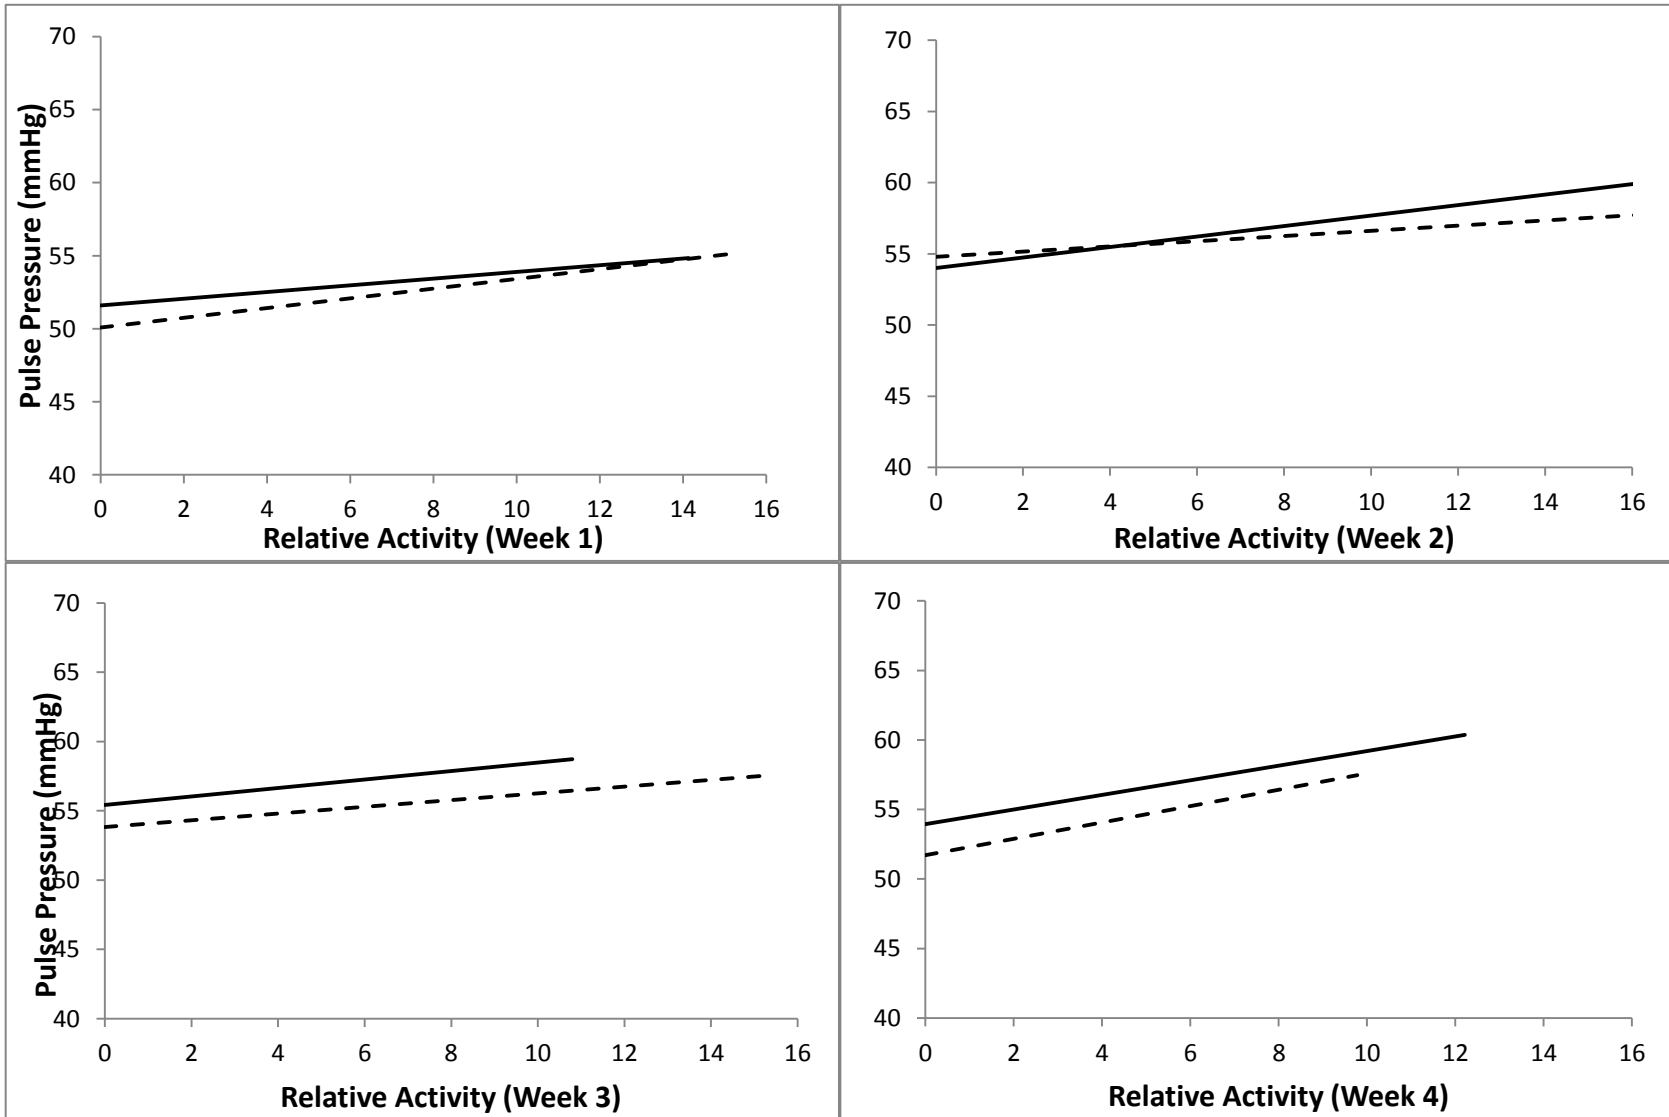 70
65
60
55
50
45
40
0 2 4 6 8 10 12 14 16
Pulse Pressure (mmHg)
Relative Activity (Week 1)
70
65
60
55
50
45
40
0 2 4 6 8 10 12 14 16
Relative Activity (Week 2)
70
65
60
55
50
45
40
0 2 4 6 8 10 12 14 16
Pulse Pressure (mmHg)
Relative Activity (Week 3)
70
65
60
55
50
45
40
0 2 4 6 8 10 12 14 16
Relative Activity (Week 4)